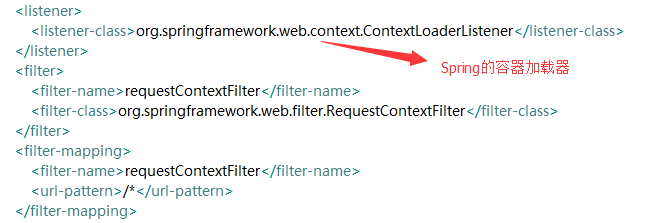 <listener>
<listener-class>org.springframework.web.context.ContextLoaderListener</listener-class>
</listener>
Spring的容器加载器
<filter>
<filter-name>requestContextFilter</filter-name>
<filter-class>org.springframework.web.filter.RequestContextFilter</filter-class>
</filter>
<filter-mapping>
<filter-name>requestContextFilter</filter-name>
<url-pattern>/*</url-pattern>
</filter-mapping>